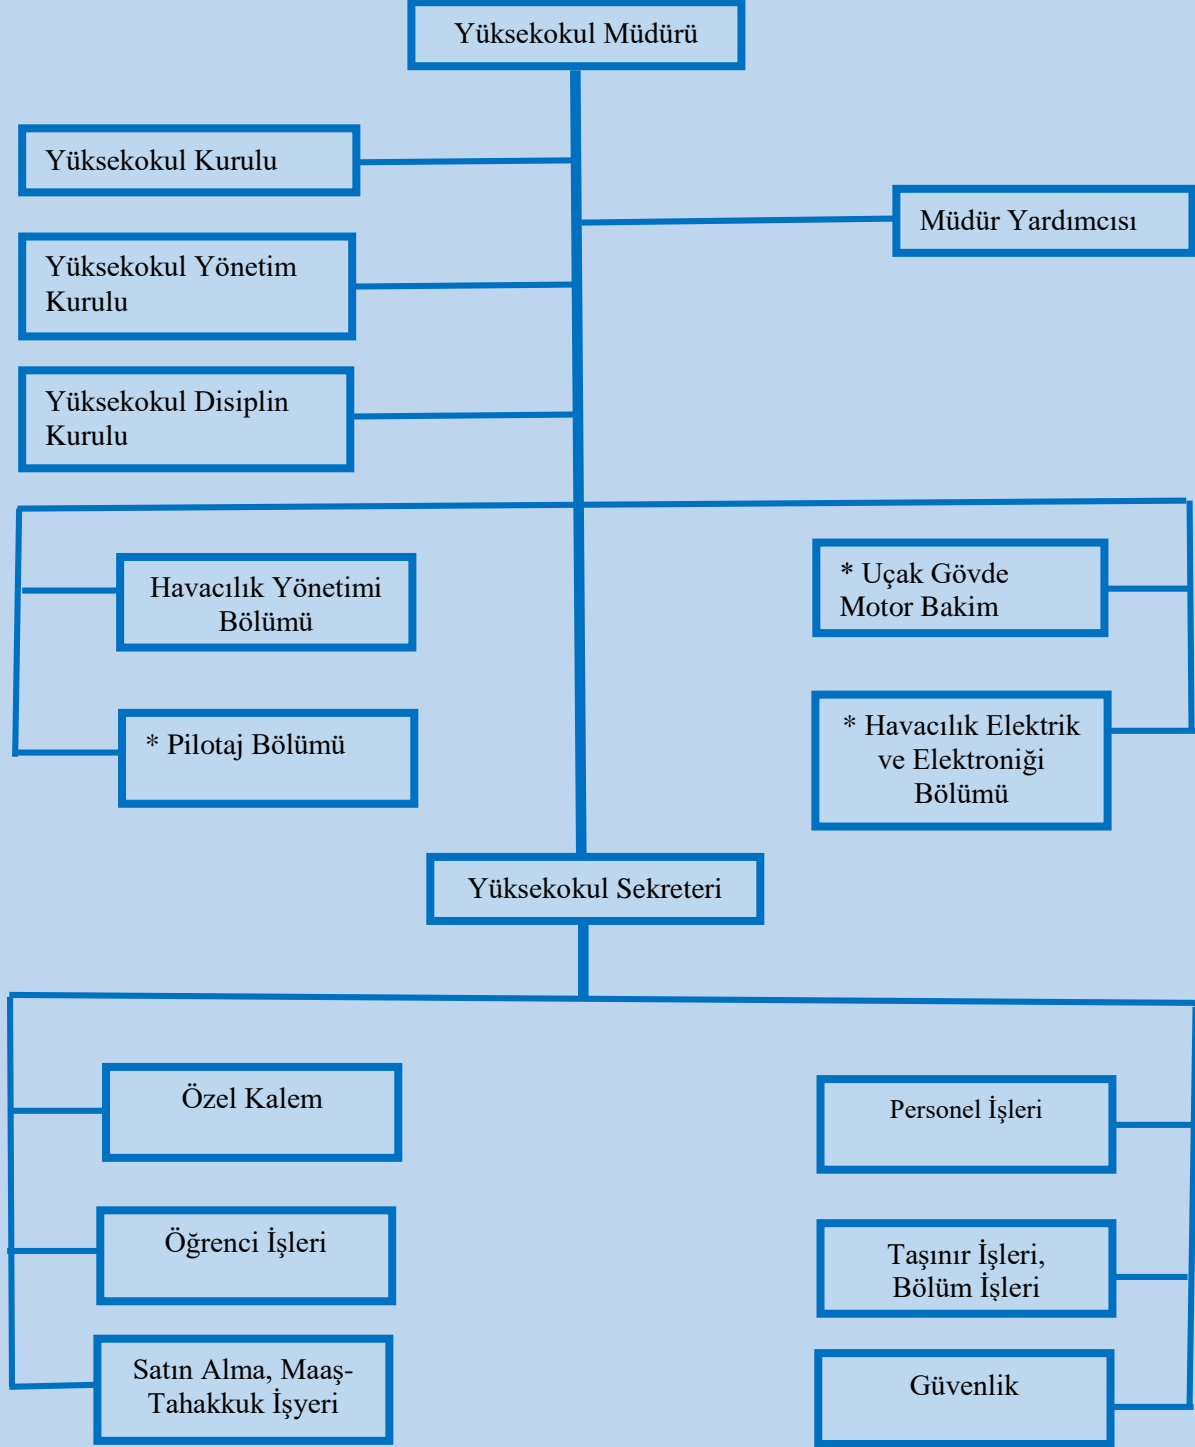 Yüksekokul Müdürü
Yüksekokul Kurulu
Müdür Yardımcısı
Yüksekokul Yönetim
Kurulu
Yüksekokul Disiplin
Kurulu
Havacılık Yönetimi
Bölümü
* Uçak Gövde
Motor Bakim
* Pilotaj Bölümü
* Havacılık Elektrik
ve Elektroniği
Bölümü
Yüksekokul Sekreteri
Özel Kalem
Personel İşleri
Öğrenci İşleri
Taşınır İşleri,
Bölüm İşleri
Satın Alma, Maaş-
Tahakkuk İşyeri
Güvenlik